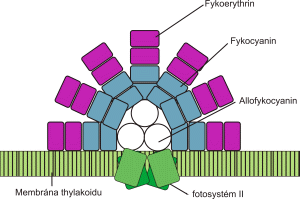 Fykoerythrin
Fykocyanin
Allofykocyanin
Membrána thylakoidu
fotosystém II